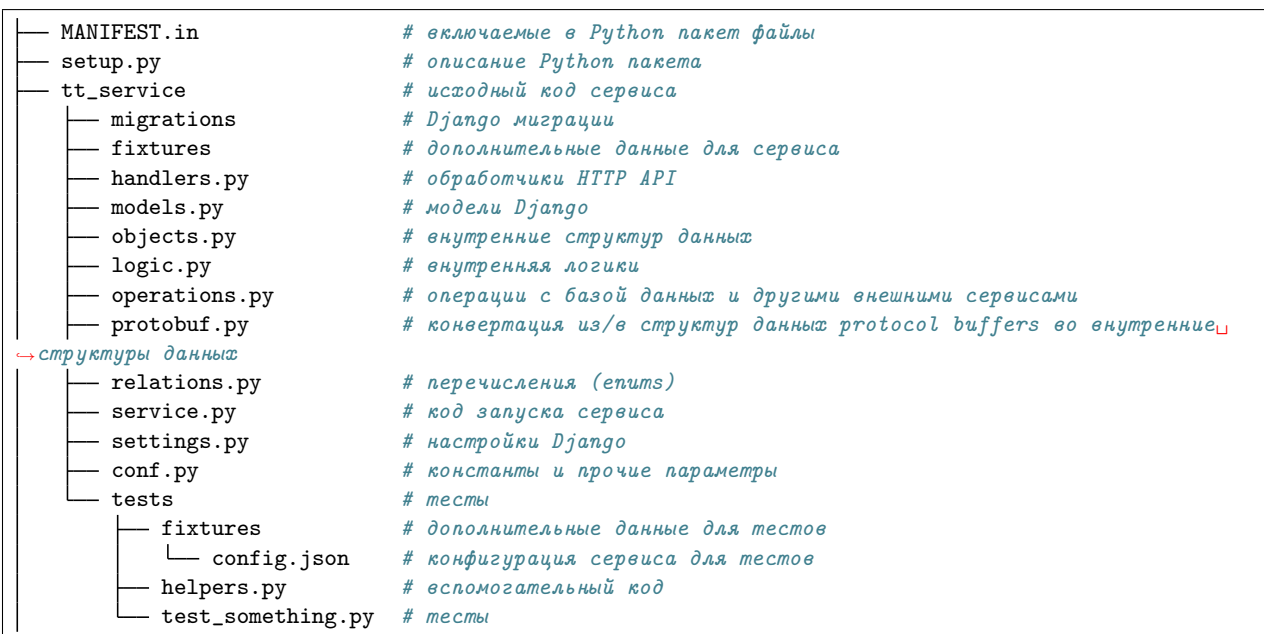 ├── MANIFEST.in # включаемые в Python пакет файлы
├── setup.py # описание Python пакета
├── tt_service # исходный код сервиса
│   ├── migrations # Django миграции
│   ├── fixtures # дополнительные данные для сервиса
│   ├── handlers.py # обработчики HTTP API
│   ├── models.py # модели Django
│   ├── objects.py # внутренние структур данных
│   ├── logic.py # внутренняя логики
│   ├── operations.py # операции с базой данных и другими внешними сервисами
│   ├── protobuf.py # конвертация из/в структур данных protocol buffers во внутренние␣
↪структуры данных
│   ├── relations.py # перечисления (enums)
│   ├── service.py # код запуска сервиса
│   ├── settings.py # настройки Django
│   ├── conf.py # константы и прочие параметры
│   └── tests # тесты
│       ├── fixtures # дополнительные данные для тестов
│       │   └── config.json # конфигурация сервиса для тестов
│       ├── helpers.py # вспомогательный код
│       └── test_something.py # тесты